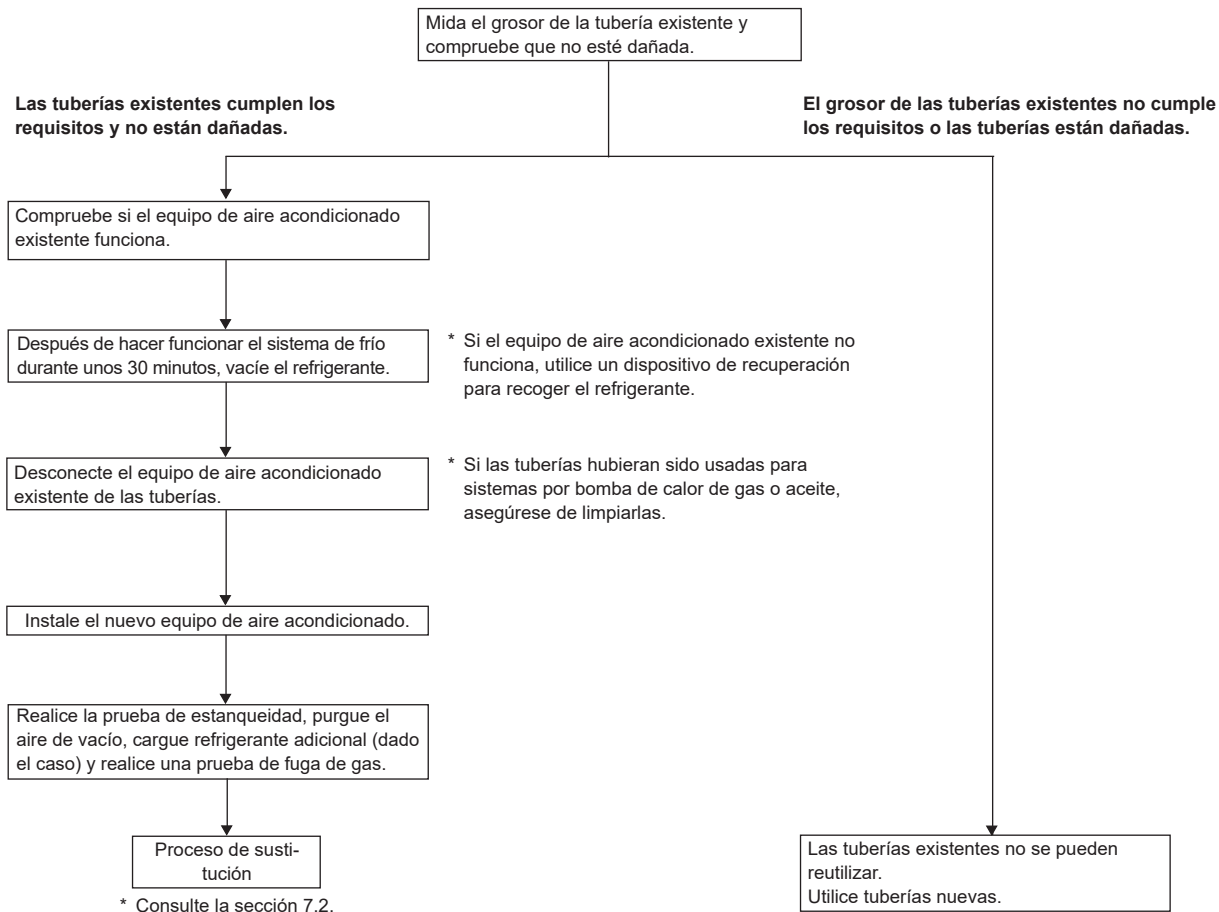 Mida el grosor de la tubería existente y
compruebe que no esté dañada.
Las tuberías existentes cumplen los
requisitos y no están dañadas.
El grosor de las tuberías existentes no cumple
los requisitos o las tuberías están dañadas.
Compruebe si el equipo de aire acondicionado
existente funciona.
Después de hacer funcionar el sistema de frío
durante unos 30 minutos, vacíe el refrigerante.
* Si el equipo de aire acondicionado existente no
funciona, utilice un dispositivo de recuperación
para recoger el refrigerante.
Desconecte el equipo de aire acondicionado
existente de las tuberías.
* Si las tuberías hubieran sido usadas para
sistemas por bomba de calor de gas o aceite,
asegúrese de limpiarlas.
Instale el nuevo equipo de aire acondicionado.
Realice la prueba de estanqueidad, purgue el
aire de vacío, cargue refrigerante adicional (dado
el caso) y realice una prueba de fuga de gas.
Proceso de susti-
tución
* Consulte la sección 7.2.
Las tuberías existentes no se pueden
reutilizar.
Utilice tuberías nuevas.